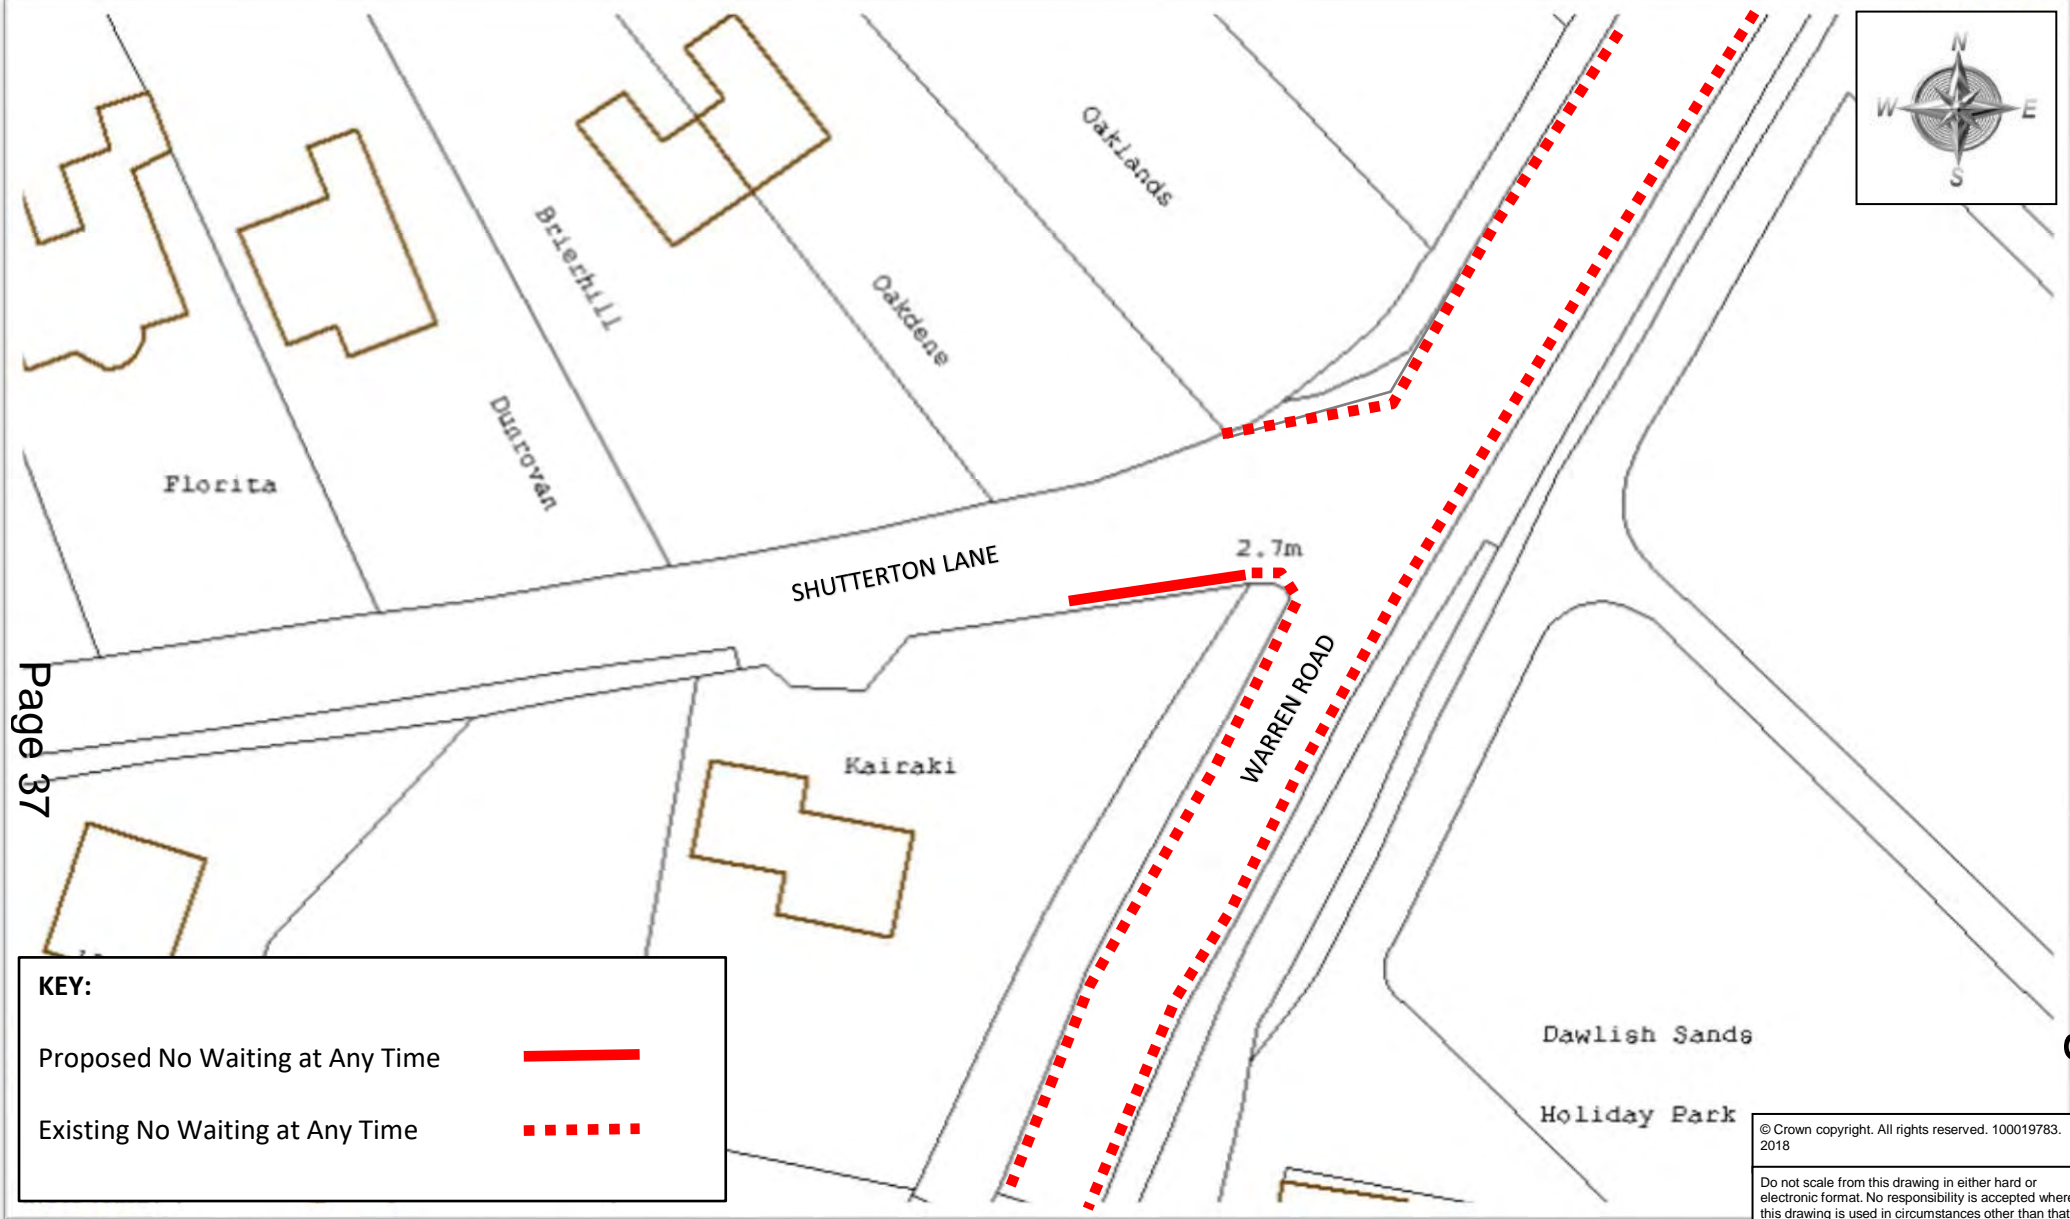 N
W E
S
Oaklands
Brierhill
Oakdene
Dunrovan
Florita
SHUTTERTON LANE
2.7m
WARREN ROAD
Page 37
Kairaki
KEY:
Proposed No Waiting at Any Time
Existing No Waiting at Any Time
Dawlish Sands
Holiday Park
© Crown copyright. All rights reserved. 100019783.
2018
Do not scale from this drawing in either hard or
electronic format. No responsibility is accepted where
this drawing is used in circumstances other than that